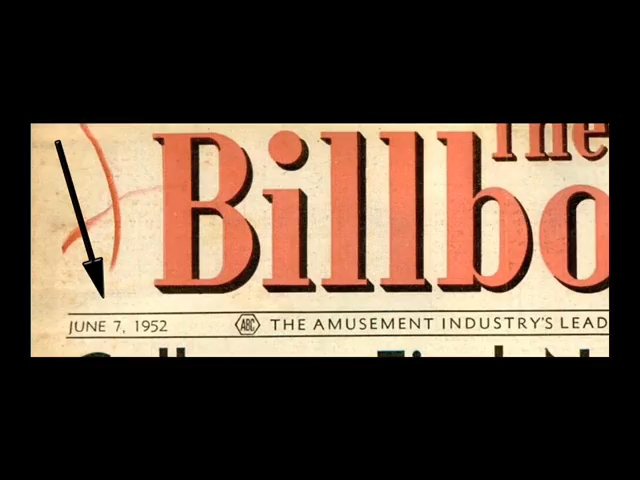 The
Billbo
JUNE 7, 1952 ABC THE AMUSEMENT INDUSTRY'S LEAD